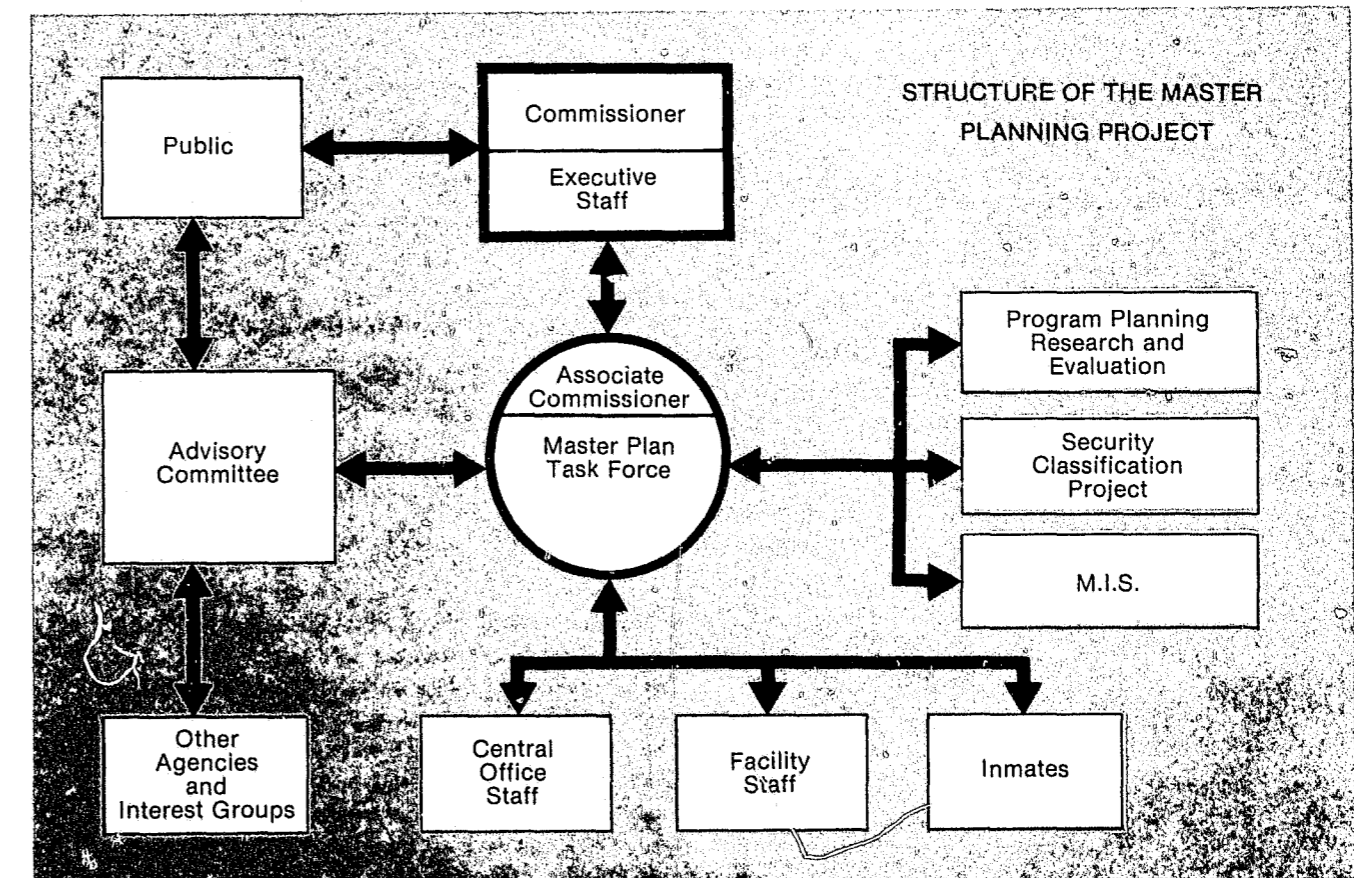 STRUCTURE OF THE MASTER
PLANNING PROJECT
Public
Commissioner
Executive
Staff
Associate
Commissioner
Master Plan
Task Force
Advisory
Committee
Program Planning
Research and
Evaluation
Security
Classification
Project
M.I.S.
Other
Agencies
and
Interest Groups
Central
Office
Staff
Facility
Staff
Inmates